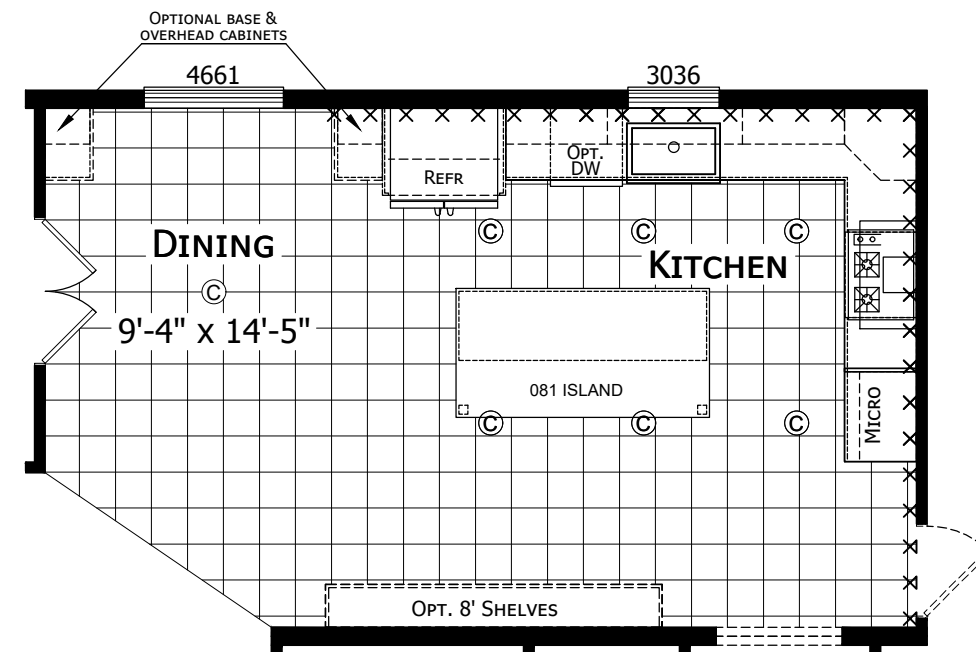 OPTIONAL BASE &
OVERHEAD CABINETS
4661
3036
REFR
OPT.
DW
C
C
C
DINING
KITCHEN
C
9'-4" x 14'-5"
081 ISLAND
MICRO
C
C
C
OPT. 8' SHELVES